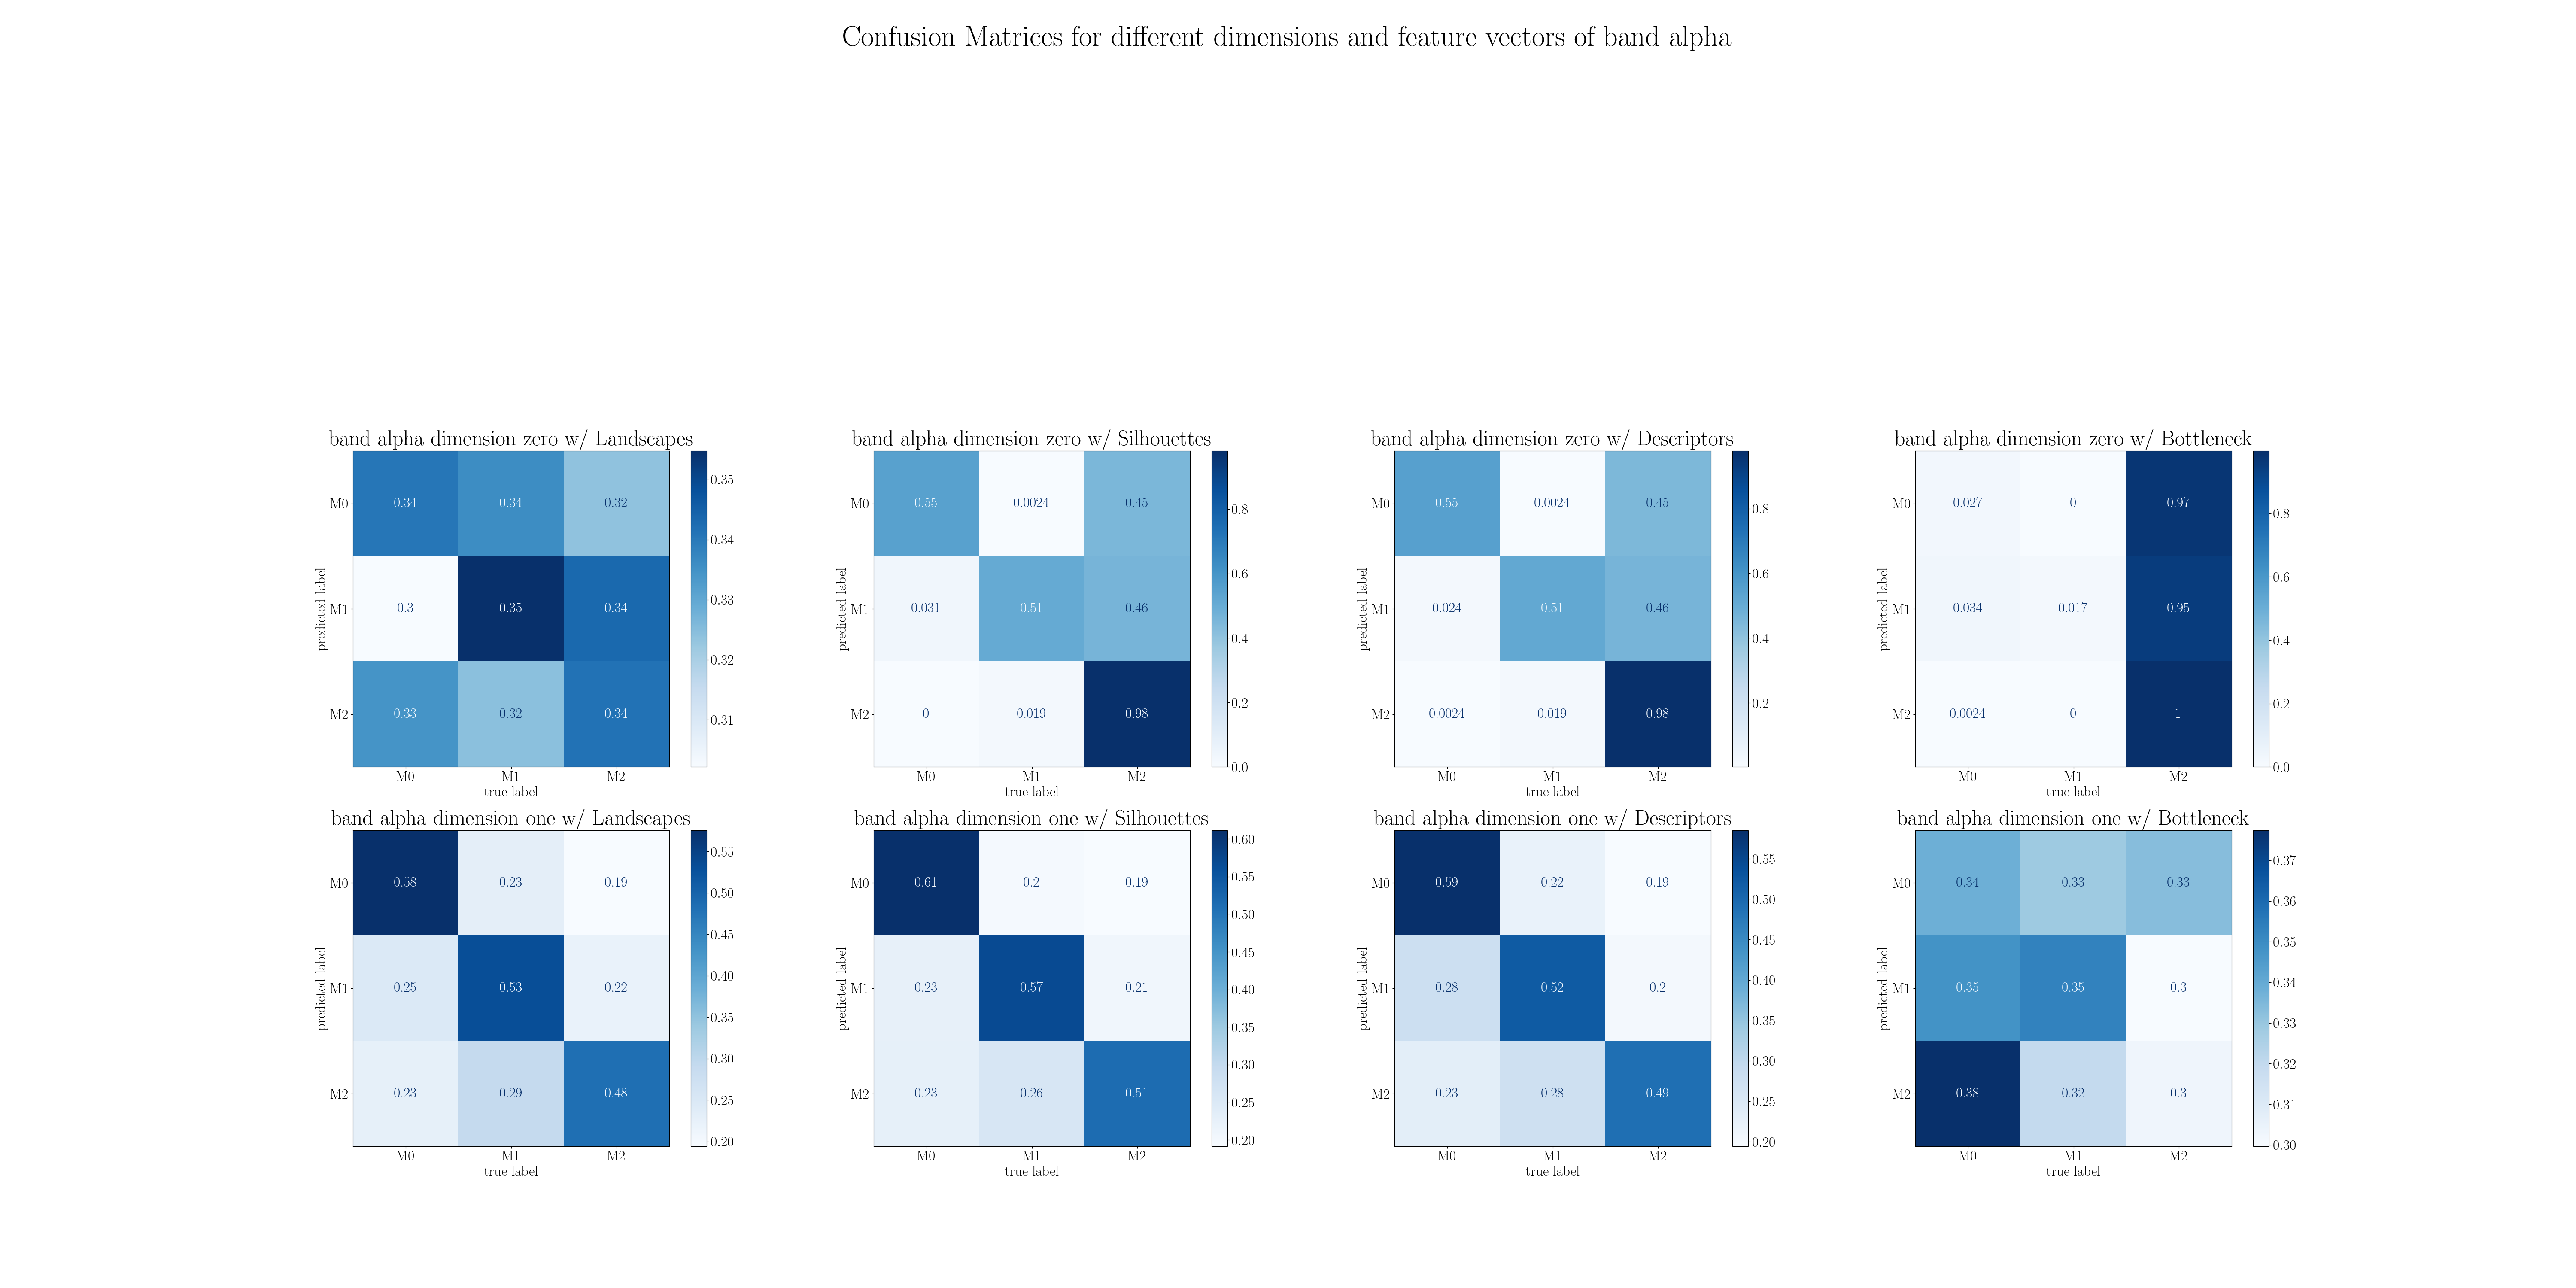 Confusion Matrices for different dimensions and feature vectors of band alpha
band alpha dimension zero w/ Landscapes
predicted label
M0 0.34 0.34 0.32
M1 0.3 0.35 0.34
M2 0.33 0.32 0.34
M0 M1 M2
true label
0.35
0.34
0.33
0.32
0.31
band alpha dimension zero w/ Silhouettes
predicted label
M0 0.55 0.0024 0.45
M1 0.031 0.51 0.46
M2 0 0.019 0.98
M0 M1 M2
true label
0.8
0.6
0.4
0.2
0.0
band alpha dimension zero w/ Descriptors
predicted label
M0 0.55 0.0024 0.45
M1 0.024 0.51 0.46
M2 0.0024 0.019 0.98
M0 M1 M2
true label
0.8
0.6
0.4
0.2
band alpha dimension zero w/ Bottleneck
predicted label
M0 0.027 0 0.97
M1 0.034 0.017 0.95
M2 0.0024 0 1
M0 M1 M2
true label
0.8
0.6
0.4
0.2
0.0
band alpha dimension one w/ Landscapes
predicted label
M0 0.58 0.23 0.19
M1 0.25 0.53 0.22
M2 0.23 0.29 0.48
M0 M1 M2
true label
0.55
0.50
0.45
0.40
0.35
0.30
0.25
0.20
band alpha dimension one w/ Silhouettes
predicted label
M0 0.61 0.2 0.19
M1 0.23 0.57 0.21
M2 0.23 0.26 0.51
M0 M1 M2
true label
0.60
0.55
0.50
0.45
0.40
0.35
0.30
0.25
0.20
band alpha dimension one w/ Descriptors
predicted label
M0 0.59 0.22 0.19
M1 0.28 0.52 0.2
M2 0.23 0.28 0.49
M0 M1 M2
true label
0.55
0.50
0.45
0.40
0.35
0.30
0.25
0.20
band alpha dimension one w/ Bottleneck
predicted label
M0 0.34 0.33 0.33
M1 0.35 0.35 0.3
M2 0.38 0.32 0.3
M0 M1 M2
true label
0.37
0.36
0.35
0.34
0.33
0.32
0.31
0.30